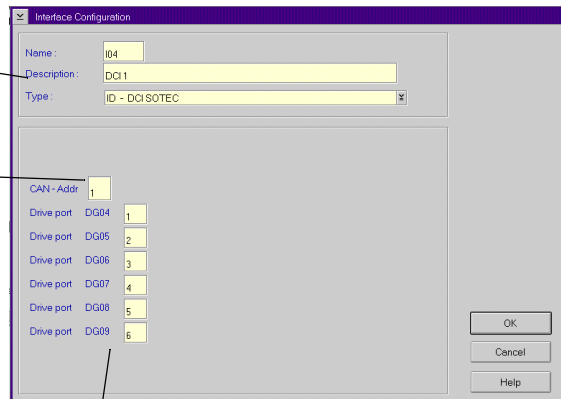 Interface Configuration
Name : I04
Description : DCI 1
Type : ID - DCI SOTEC
CAN - Addr 1
Drive port DG04 1
Drive port DG05 2
Drive port DG06 3
Drive port DG07 4
Drive port DG08 5
Drive port DG09 6
OK
Cancel
Help